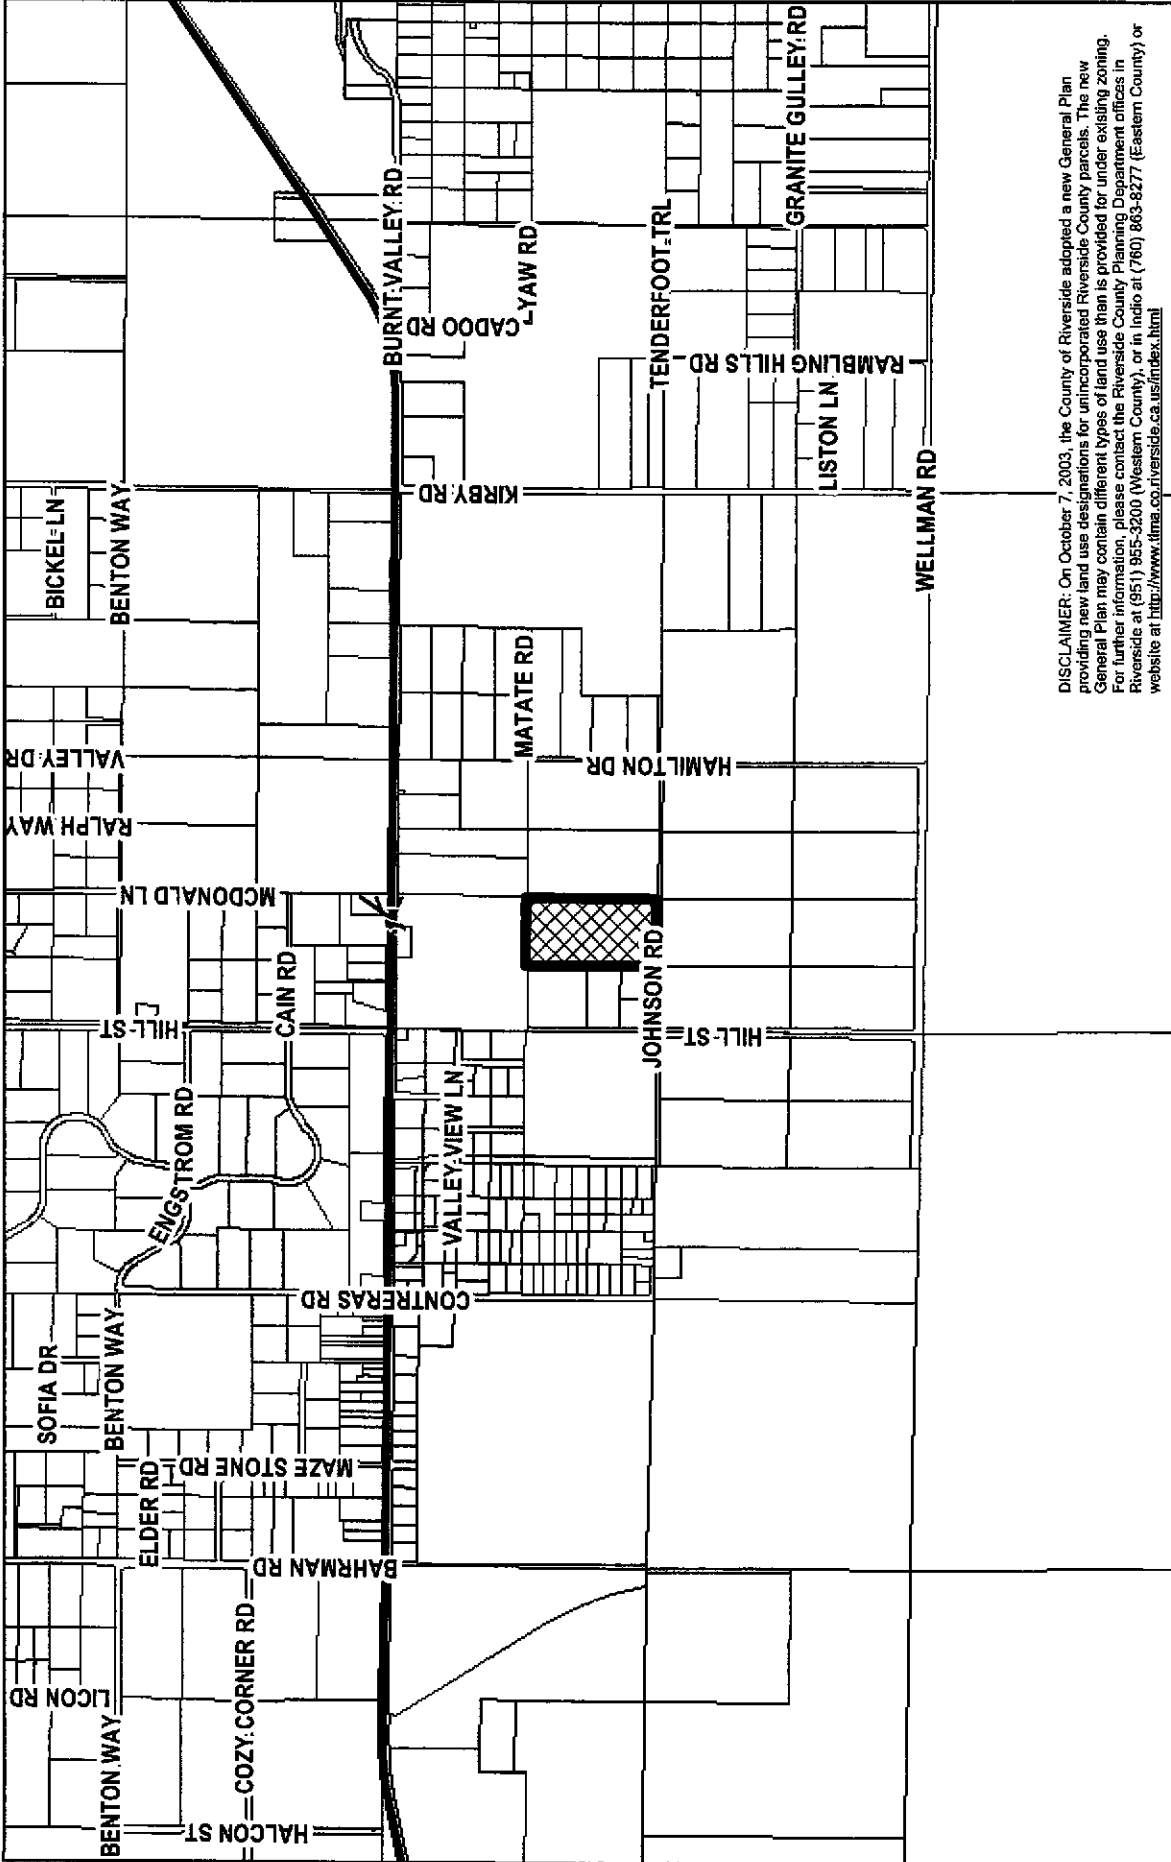 BICKEL LN
BENTON WAY
VALLEY DR
RALPH WAY
MCDONALD LN
HILL ST
CAIN RD
ENGSTROM RD
SOFIA DR
BENTON WAY
ELDER RD
MAZE STONE RD
BAHRMAN RD
LICON RD
BENTON WAY
COZY CORNER RD
HALCON ST
BURNT VALLEY RD
CADOO RD
YAW RD
KIRBY RD
MATATE RD
HAMILTON DR
TENDERFOOT TRL
GRANITE GULLEY RD
RAMBLING HILLS RD
LISTON LN
WELLMAN RD
JOHNSON RD
HILL ST
VALLEY VIEW LN
CONTRERAS RD
DISCLAIMER: On October 7, 2003, the County of Riverside adopted a new General Plan
providing new land use designations for unincorporated Riverside County parcels. The new
General Plan may contain different types of land use than is provided for under existing zoning.
For further information, please contact the Riverside County Planning Department offices in
Riverside at (951) 955-3200 (Western County), or in Indio at (760) 863-8277 (Eastern County) or
website at http://www.tlma.co.riverside.ca.us/index.html